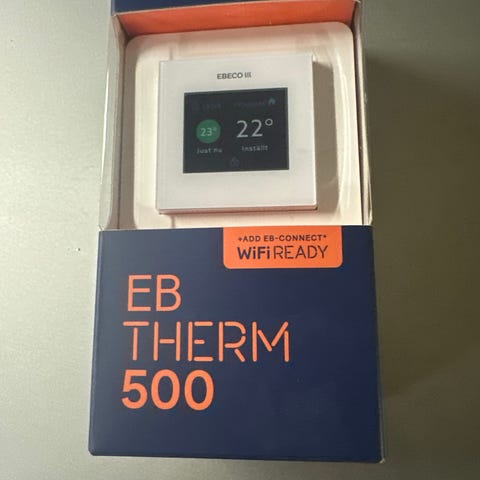 EBECO
23°
22°
Just nu
Inställt
+ADD EB-CONNECT*
WiFi READY
EB
THERM
500